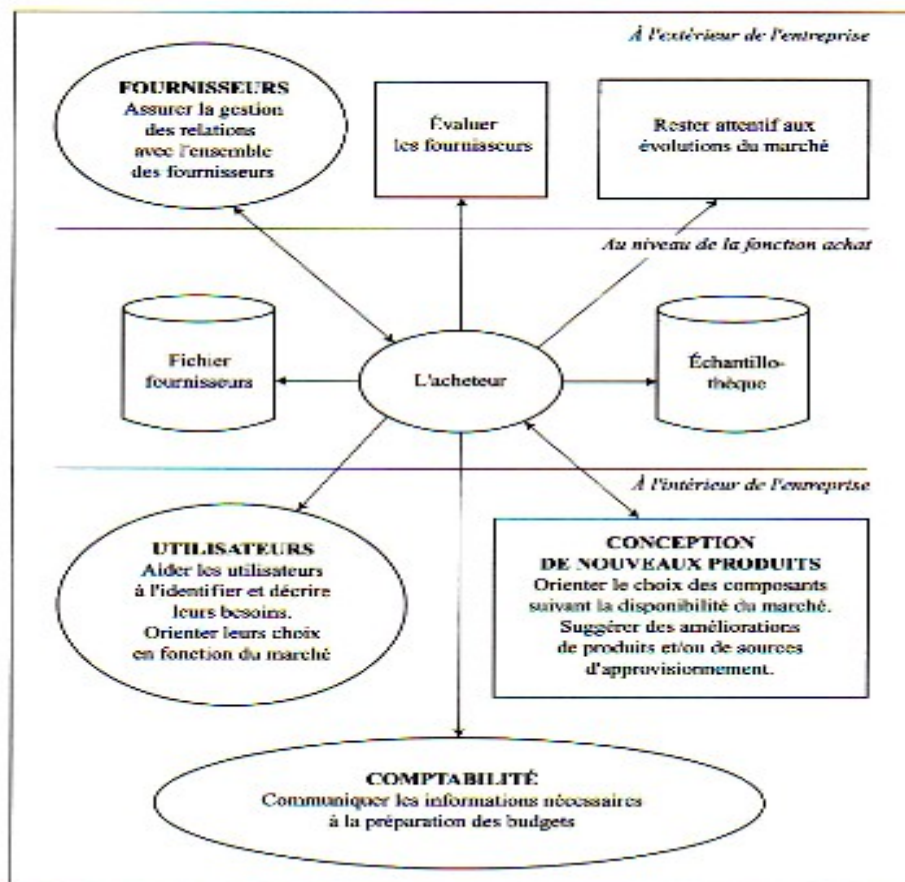 À l'extérieur de l'entreprise
FOURNISSEURS
Assurer la gestion
des relations
avec l'ensemble
des fournisseurs
Évaluer
les fournisseurs
Rester attentif aux
évolutions du marché
Au niveau de la fonction achat
Fichier
fournisseurs
L'acheteur
Échantillo-
thèque
À l'intérieur de l'entreprise
UTILISATEURS
Aider les utilisateurs
à l'identifier et décrire
leurs besoins.
Orienter leurs choix
en fonction du marché
CONCEPTION
DE NOUVEAUX PRODUITS
Orienter le choix des composants
suivant la disponibilité du marché.
Suggérer des améliorations
de produits et/ou de sources
d'approvisionnement.
COMPTABILITÉ
Communiquer les informations nécessaires
à la préparation des budgets